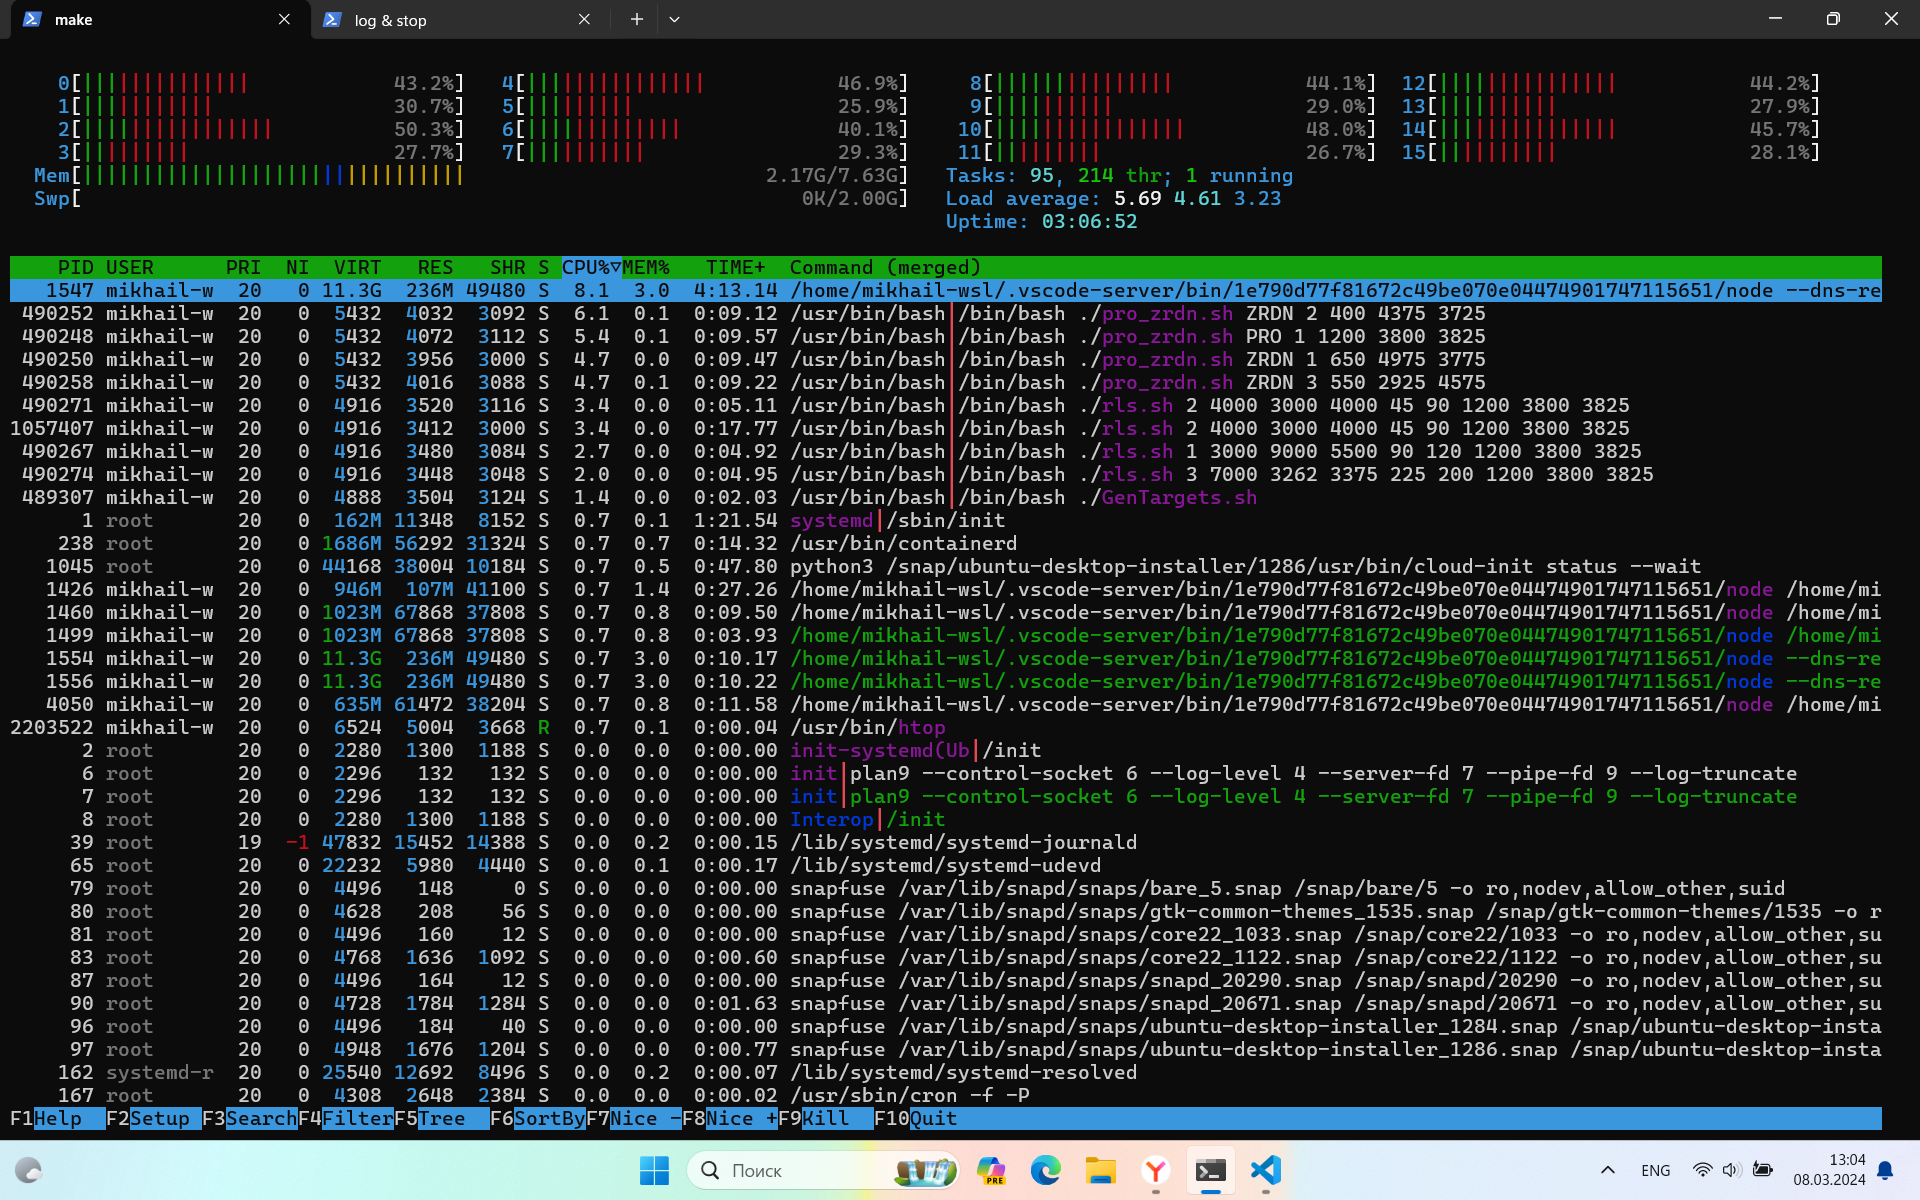 make
log & stop
0[ 43.2%] 4[ 46.9%] 8[ 44.1%] 12[ 44.2%]
1[ 30.7%] 5[ 25.9%] 9[ 29.0%] 13[ 27.9%]
2[ 50.3%] 6[ 40.1%] 10[ 48.0%] 14[ 45.7%]
3[ 27.7%] 7[ 29.3%] 11[ 26.7%] 15[ 28.1%]
Mem[ 2.17G/7.63G] Tasks: 95, 214 thr; 1 running
Swp[ 0K/2.00G] Load average: 5.69 4.61 3.23
Uptime: 03:06:52
PID USER PRI NI VIRT RES SHR S CPU%▽MEM% TIME+ Command (merged)
1547 mikhail-w 20 0 11.3G 236M 49480 S 8.1 3.0 4:13.14 /home/mikhail-wsl/.vscode-server/bin/1e790d77f81672c49be070e04474901747115651/node --dns-re
490252 mikhail-w 20 0 5432 4032 3092 S 6.1 0.1 0:09.12 /usr/bin/bash│/bin/bash ./pro_zrdn.sh ZRDN 2 400 4375 3725
490248 mikhail-w 20 0 5432 4072 3112 S 5.4 0.1 0:09.57 /usr/bin/bash│/bin/bash ./pro_zrdn.sh PRO 1 1200 3800 3825
490250 mikhail-w 20 0 5432 3956 3000 S 4.7 0.0 0:09.47 /usr/bin/bash│/bin/bash ./pro_zrdn.sh ZRDN 1 650 4975 3775
490258 mikhail-w 20 0 5432 4016 3088 S 4.7 0.1 0:09.22 /usr/bin/bash│/bin/bash ./pro_zrdn.sh ZRDN 3 550 2925 4575
490271 mikhail-w 20 0 4916 3520 3116 S 3.4 0.0 0:05.11 /usr/bin/bash│/bin/bash ./rls.sh 2 4000 3000 4000 45 90 1200 3800 3825
1057407 mikhail-w 20 0 4916 3412 3000 S 3.4 0.0 0:17.77 /usr/bin/bash│/bin/bash ./rls.sh 2 4000 3000 4000 45 90 1200 3800 3825
490267 mikhail-w 20 0 4916 3480 3084 S 2.7 0.0 0:04.92 /usr/bin/bash│/bin/bash ./rls.sh 1 3000 9000 5500 90 120 1200 3800 3825
490274 mikhail-w 20 0 4916 3448 3048 S 2.0 0.0 0:04.95 /usr/bin/bash│/bin/bash ./rls.sh 3 7000 3262 3375 225 200 1200 3800 3825
489307 mikhail-w 20 0 4888 3504 3124 S 1.4 0.0 0:02.03 /usr/bin/bash│/bin/bash ./GenTargets.sh
1 root 20 0 162M 11348 8152 S 0.7 0.1 1:21.54 systemd│/sbin/init
238 root 20 0 1686M 56292 31324 S 0.7 0.7 0:14.32 /usr/bin/containerd
1045 root 20 0 44168 38004 10184 S 0.7 0.5 0:47.80 python3 /snap/ubuntu-desktop-installer/1286/usr/bin/cloud-init status --wait
1426 mikhail-w 20 0 946M 107M 41100 S 0.7 1.4 0:27.26 /home/mikhail-wsl/.vscode-server/bin/1e790d77f81672c49be070e04474901747115651/node /home/mi
1460 mikhail-w 20 0 1023M 67868 37808 S 0.7 0.8 0:09.50 /home/mikhail-wsl/.vscode-server/bin/1e790d77f81672c49be070e04474901747115651/node /home/mi
1499 mikhail-w 20 0 1023M 67868 37808 S 0.7 0.8 0:03.93 /home/mikhail-wsl/.vscode-server/bin/1e790d77f81672c49be070e04474901747115651/node /home/mi
1554 mikhail-w 20 0 11.3G 236M 49480 S 0.7 3.0 0:10.17 /home/mikhail-wsl/.vscode-server/bin/1e790d77f81672c49be070e04474901747115651/node --dns-re
1556 mikhail-w 20 0 11.3G 236M 49480 S 0.7 3.0 0:10.22 /home/mikhail-wsl/.vscode-server/bin/1e790d77f81672c49be070e04474901747115651/node --dns-re
4050 mikhail-w 20 0 635M 61472 38204 S 0.7 0.8 0:11.58 /home/mikhail-wsl/.vscode-server/bin/1e790d77f81672c49be070e04474901747115651/node /home/mi
2203522 mikhail-w 20 0 6524 5004 3668 R 0.7 0.1 0:00.04 /usr/bin/htop
2 root 20 0 2280 1300 1188 S 0.0 0.0 0:00.00 init-systemd(Ub│/init
6 root 20 0 2296 132 132 S 0.0 0.0 0:00.00 init│plan9 --control-socket 6 --log-level 4 --server-fd 7 --pipe-fd 9 --log-truncate
7 root 20 0 2296 132 132 S 0.0 0.0 0:00.00 init│plan9 --control-socket 6 --log-level 4 --server-fd 7 --pipe-fd 9 --log-truncate
8 root 20 0 2280 1300 1188 S 0.0 0.0 0:00.00 Interop│/init
39 root 19 -1 47832 15452 14388 S 0.0 0.2 0:00.15 /lib/systemd/systemd-journald
65 root 20 0 22232 5980 4440 S 0.0 0.1 0:00.17 /lib/systemd/systemd-udevd
79 root 20 0 4496 148 0 S 0.0 0.0 0:00.00 snapfuse /var/lib/snapd/snaps/bare_5.snap /snap/bare/5 -o ro,nodev,allow_other,suid
80 root 20 0 4628 208 56 S 0.0 0.0 0:00.00 snapfuse /var/lib/snapd/snaps/gtk-common-themes_1535.snap /snap/gtk-common-themes/1535 -o r
81 root 20 0 4496 160 12 S 0.0 0.0 0:00.00 snapfuse /var/lib/snapd/snaps/core22_1033.snap /snap/core22/1033 -o ro,nodev,allow_other,su
83 root 20 0 4768 1636 1092 S 0.0 0.0 0:00.60 snapfuse /var/lib/snapd/snaps/core22_1122.snap /snap/core22/1122 -o ro,nodev,allow_other,su
87 root 20 0 4496 164 12 S 0.0 0.0 0:00.00 snapfuse /var/lib/snapd/snaps/snapd_20290.snap /snap/snapd/20290 -o ro,nodev,allow_other,su
90 root 20 0 4728 1784 1284 S 0.0 0.0 0:01.63 snapfuse /var/lib/snapd/snaps/snapd_20671.snap /snap/snapd/20671 -o ro,nodev,allow_other,su
96 root 20 0 4496 184 40 S 0.0 0.0 0:00.00 snapfuse /var/lib/snapd/snaps/ubuntu-desktop-installer_1284.snap /snap/ubuntu-desktop-insta
97 root 20 0 4948 1676 1204 S 0.0 0.0 0:00.77 snapfuse /var/lib/snapd/snaps/ubuntu-desktop-installer_1286.snap /snap/ubuntu-desktop-insta
162 systemd-r 20 0 25540 12692 8496 S 0.0 0.2 0:00.07 /lib/systemd/systemd-resolved
167 root 20 0 4308 2648 2384 S 0.0 0.0 0:00.02 /usr/sbin/cron -f -P
F1Help F2Setup F3SearchF4FilterF5Tree F6SortByF7Nice -F8Nice +F9Kill F10Quit
Поиск
PRE
ENG
13:04
08.03.2024